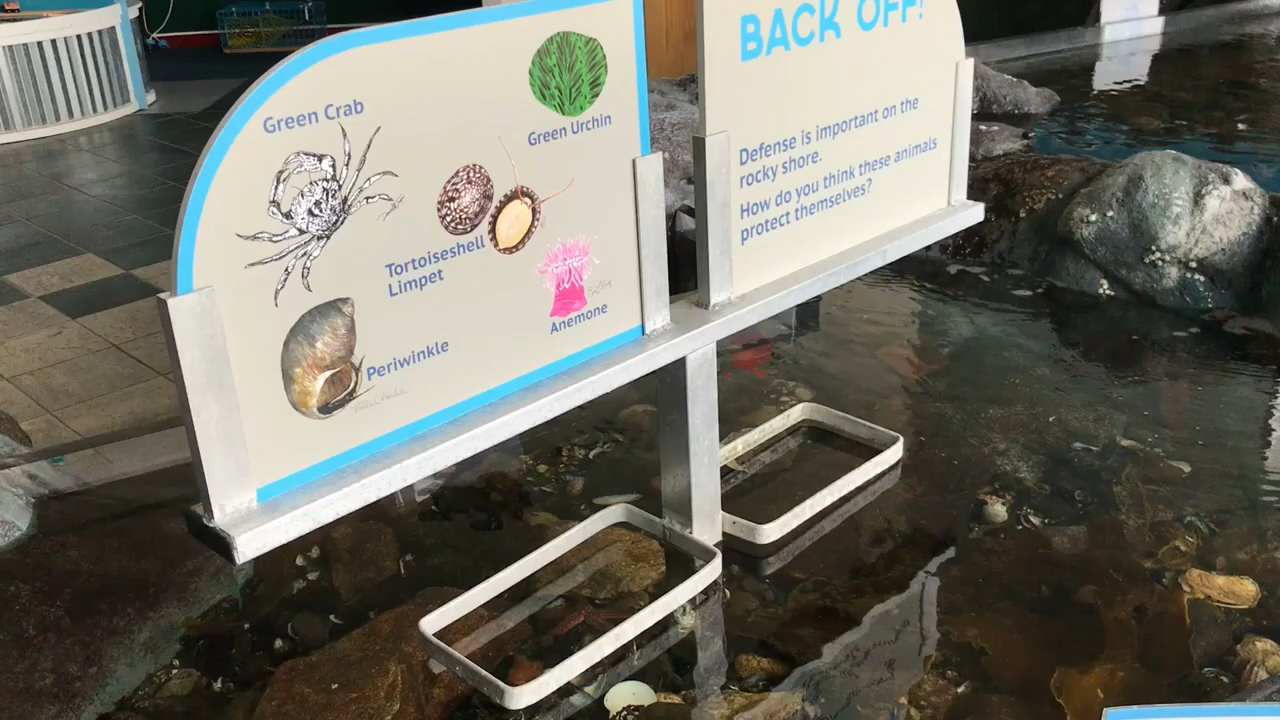 Green Crab
Green Urchin
Tortoiseshell
Limpet
Anemone
Periwinkle
BACK OFF!
Defense is important on the
rocky shore.
How do you think these animals
protect themselves?